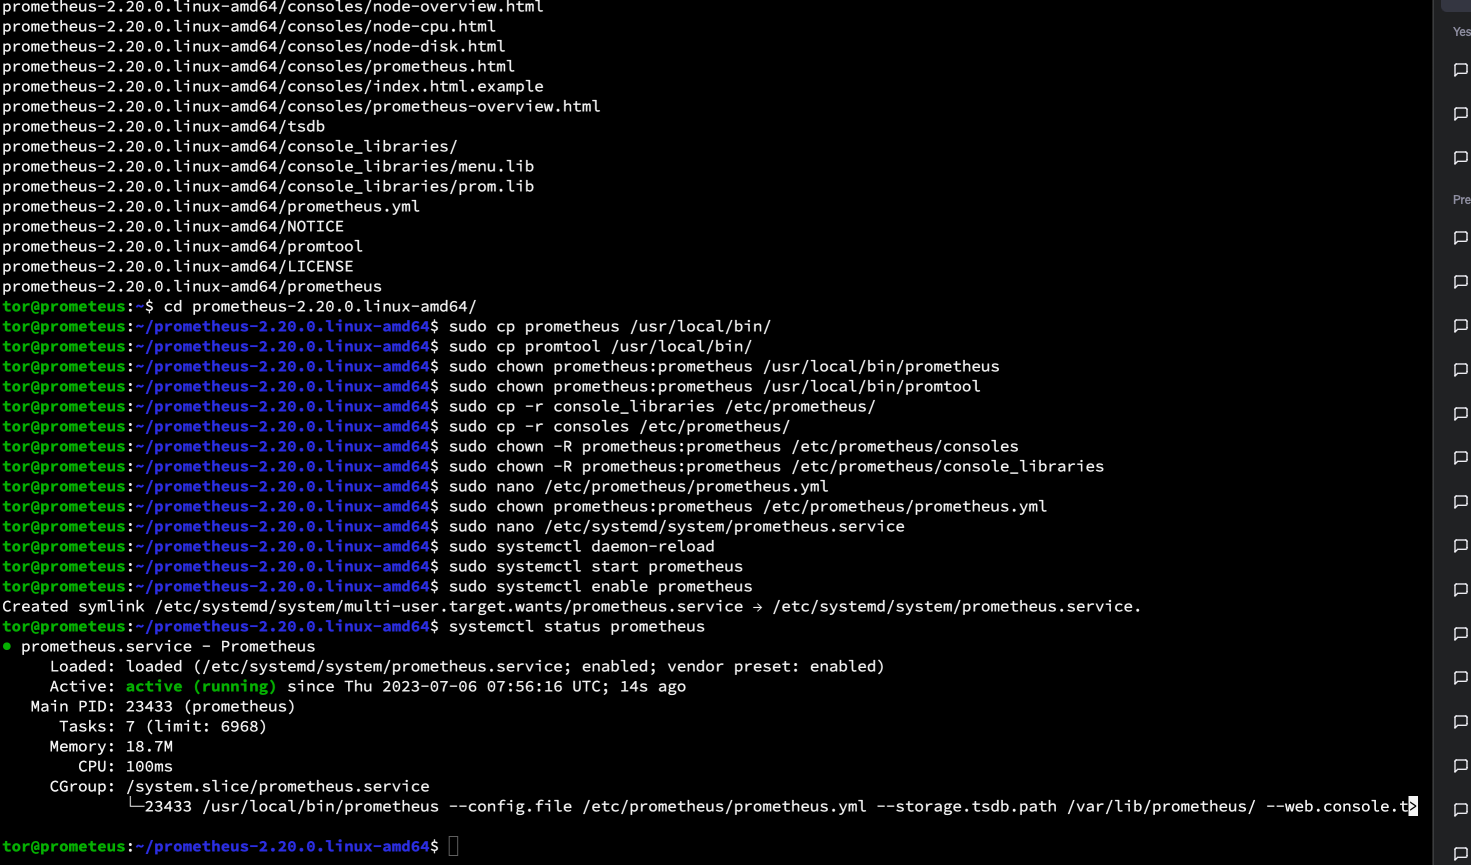 prometheus-2.20.0.linux-amd64/consoles/node-overview.html
prometheus-2.20.0.linux-amd64/consoles/node-cpu.html
prometheus-2.20.0.linux-amd64/consoles/node-disk.html
prometheus-2.20.0.linux-amd64/consoles/prometheus.html
prometheus-2.20.0.linux-amd64/consoles/index.html.example
prometheus-2.20.0.linux-amd64/consoles/prometheus-overview.html
prometheus-2.20.0.linux-amd64/tsdb
prometheus-2.20.0.linux-amd64/console_libraries/
prometheus-2.20.0.linux-amd64/console_libraries/menu.lib
prometheus-2.20.0.linux-amd64/console_libraries/prom.lib
prometheus-2.20.0.linux-amd64/prometheus.yml
prometheus-2.20.0.linux-amd64/NOTICE
prometheus-2.20.0.linux-amd64/promtool
prometheus-2.20.0.linux-amd64/LICENSE
prometheus-2.20.0.linux-amd64/prometheus
tor@prometeus:~$ cd prometheus-2.20.0.linux-amd64/
tor@prometeus:~/prometheus-2.20.0.linux-amd64$ sudo cp prometheus /usr/local/bin/
tor@prometeus:~/prometheus-2.20.0.linux-amd64$ sudo cp promtool /usr/local/bin/
tor@prometeus:~/prometheus-2.20.0.linux-amd64$ sudo chown prometheus:prometheus /usr/local/bin/prometheus
tor@prometeus:~/prometheus-2.20.0.linux-amd64$ sudo chown prometheus:prometheus /usr/local/bin/promtool
tor@prometeus:~/prometheus-2.20.0.linux-amd64$ sudo cp -r console_libraries /etc/prometheus/
tor@prometeus:~/prometheus-2.20.0.linux-amd64$ sudo cp -r consoles /etc/prometheus/
tor@prometeus:~/prometheus-2.20.0.linux-amd64$ sudo chown -R prometheus:prometheus /etc/prometheus/consoles
tor@prometeus:~/prometheus-2.20.0.linux-amd64$ sudo chown -R prometheus:prometheus /etc/prometheus/console_libraries
tor@prometeus:~/prometheus-2.20.0.linux-amd64$ sudo nano /etc/prometheus/prometheus.yml
tor@prometeus:~/prometheus-2.20.0.linux-amd64$ sudo chown prometheus:prometheus /etc/prometheus/prometheus.yml
tor@prometeus:~/prometheus-2.20.0.linux-amd64$ sudo nano /etc/systemd/system/prometheus.service
tor@prometeus:~/prometheus-2.20.0.linux-amd64$ sudo systemctl daemon-reload
tor@prometeus:~/prometheus-2.20.0.linux-amd64$ sudo systemctl start prometheus
tor@prometeus:~/prometheus-2.20.0.linux-amd64$ sudo systemctl enable prometheus
Created symlink /etc/systemd/system/multi-user.target.wants/prometheus.service → /etc/systemd/system/prometheus.service.
tor@prometeus:~/prometheus-2.20.0.linux-amd64$ systemctl status prometheus
● prometheus.service - Prometheus
Loaded: loaded (/etc/systemd/system/prometheus.service; enabled; vendor preset: enabled)
Active: active (running) since Thu 2023-07-06 07:56:16 UTC; 14s ago
Main PID: 23433 (prometheus)
Tasks: 7 (limit: 6968)
Memory: 18.7M
CPU: 100ms
CGroup: /system.slice/prometheus.service
└─23433 /usr/local/bin/prometheus --config.file /etc/prometheus/prometheus.yml --storage.tsdb.path /var/lib/prometheus/ --web.console.t>
tor@prometeus:~/prometheus-2.20.0.linux-amd64$
Yes
Pre